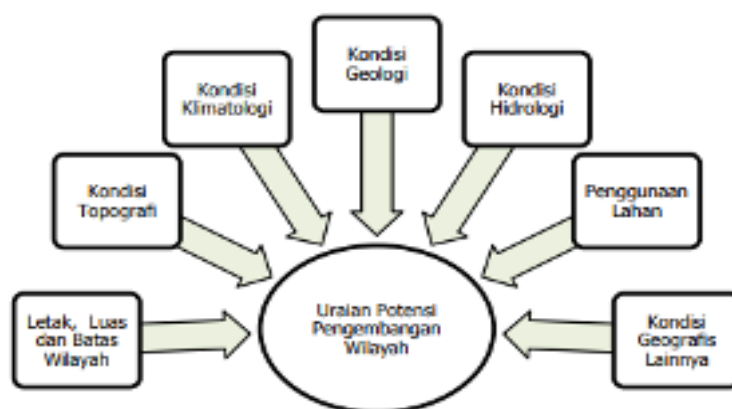 Kondisi
Geologi
Kondisi
Klimatologi
Kondisi
Hidrologi
Kondisi
Topografi
Penggunaan
Lahan
Letak, Luas
dan Batas
Wilayah
Uraian Potensi
Pengembangan
Wilayah
Kondisi
Geografis
Lainnya